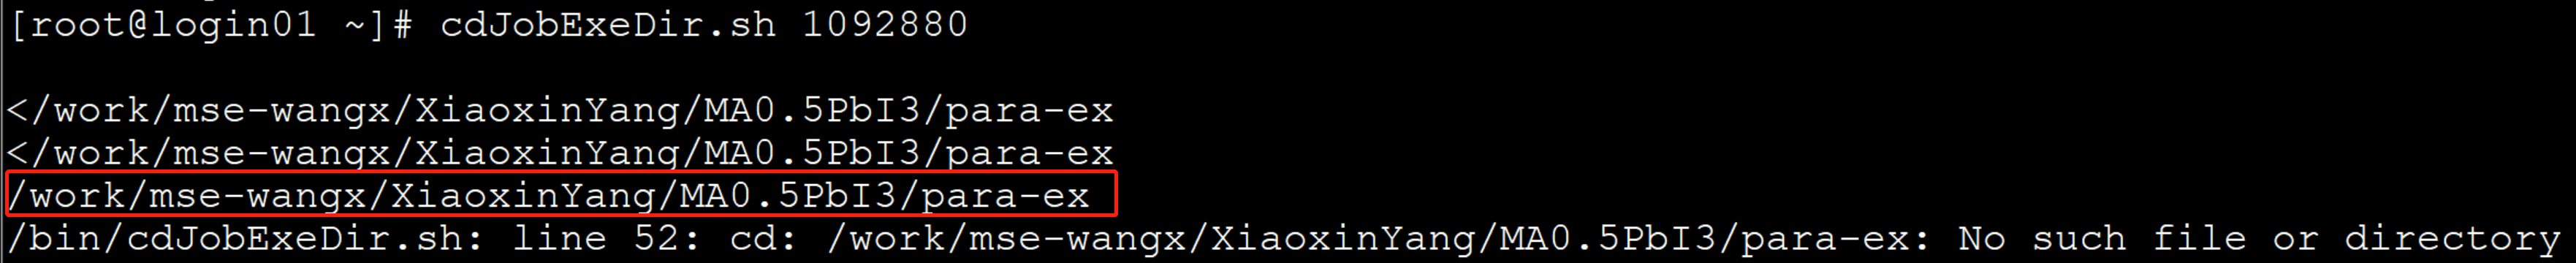 [root@login01 ~]# cdJobExeDir.sh 1092880
</work/mse-wangx/XiaoxinYang/MA0.5PbI3/para-ex
</work/mse-wangx/XiaoxinYang/MA0.5PbI3/para-ex
/work/mse-wangx/XiaoxinYang/MA0.5PbI3/para-ex
/bin/cdJobExeDir.sh: line 52: cd: /work/mse-wangx/XiaoxinYang/MA0.5PbI3/para-ex: No such file or directory